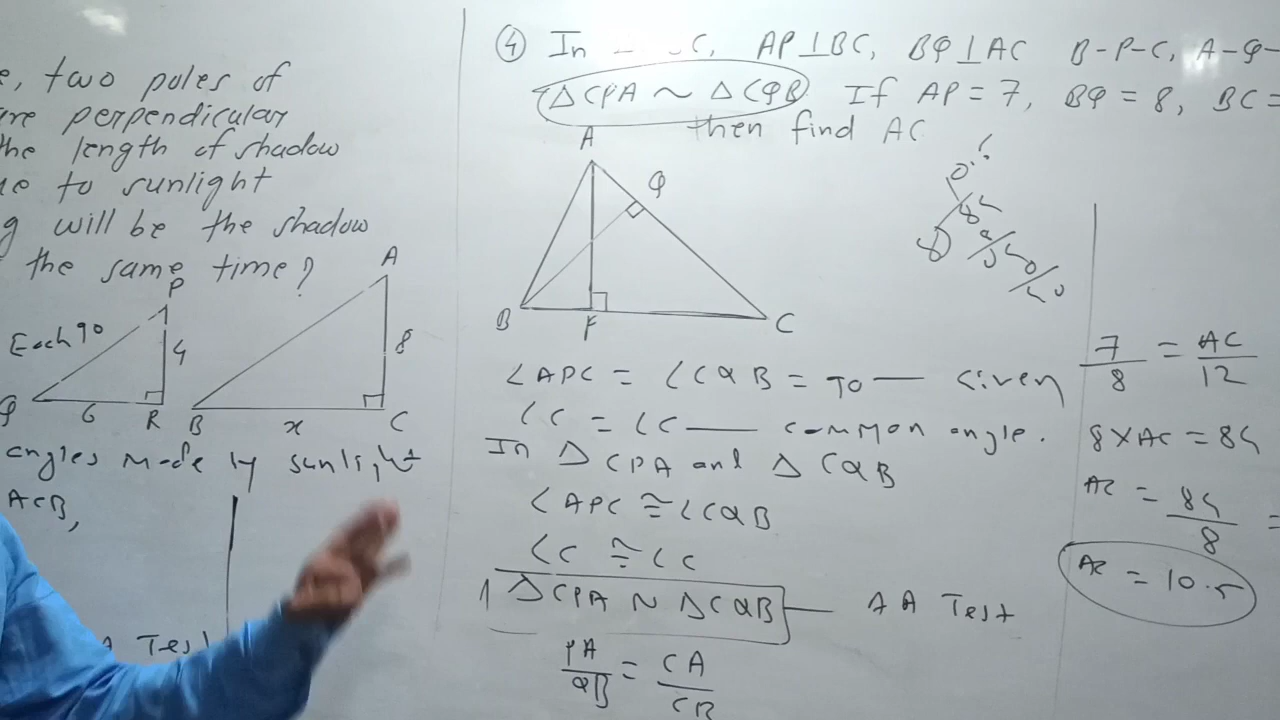 e, two poles of
are perpendicular
the length of shadow
to sunlight
g will be the shadow
the same time?
P
A
Each 90
4
8
Q
6
R
B
x
C
angles made by sunlight
ACB,
Test
④ In C, AP⊥BC, BQ⊥AC B-P-C, A-Q-
△CPA ~ △CQB If AP = 7, BQ = 8, BC =
then find AC
A
Q
B
C
∠APC = ∠CQB = 90 — Given
∠C = ∠C — common angle.
In △CPA and △CQB
∠APC ≅ ∠CQB
∠C ≅ ∠C
△CPA ~ △CQB — AA Test
PA/QB = CA/CB
7/8 = AC/12
8×AC = 84
AC = 84/8 =
AC = 10.5